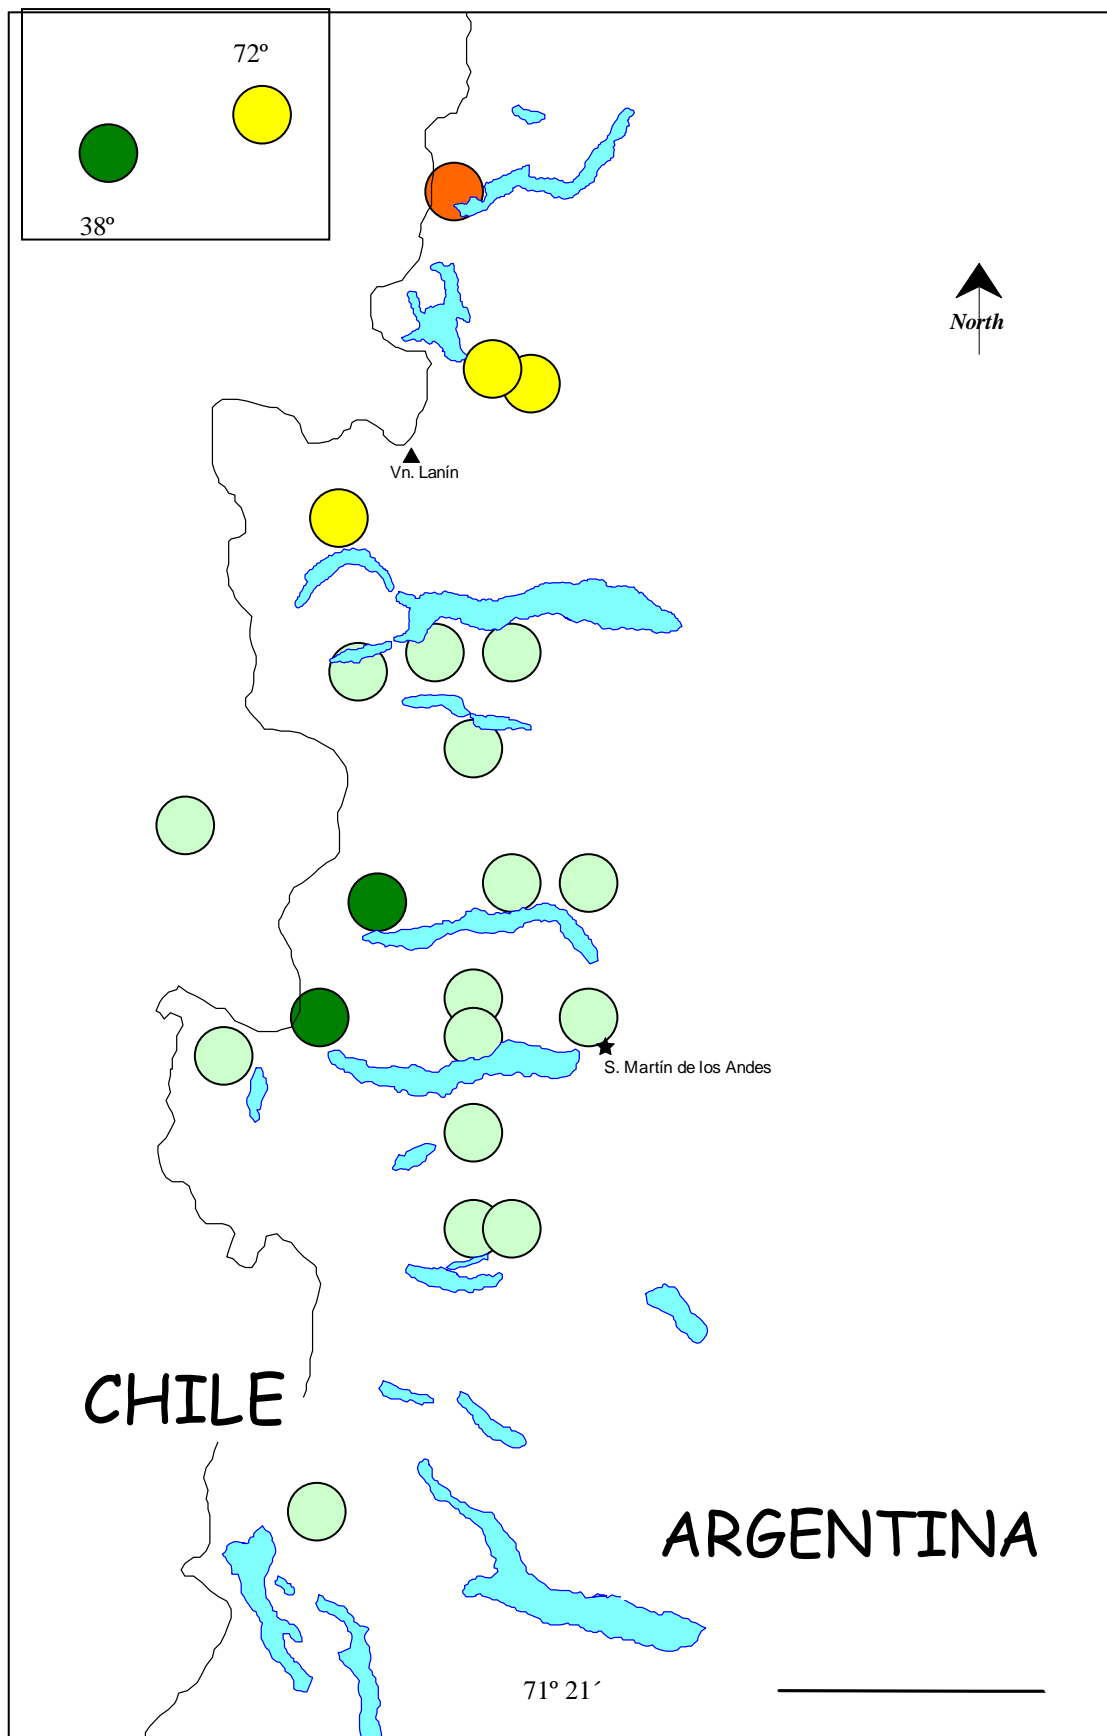 72º
38º
North
Vn. Lanín
S. Martín de los Andes
CHILE
ARGENTINA
71º 21´